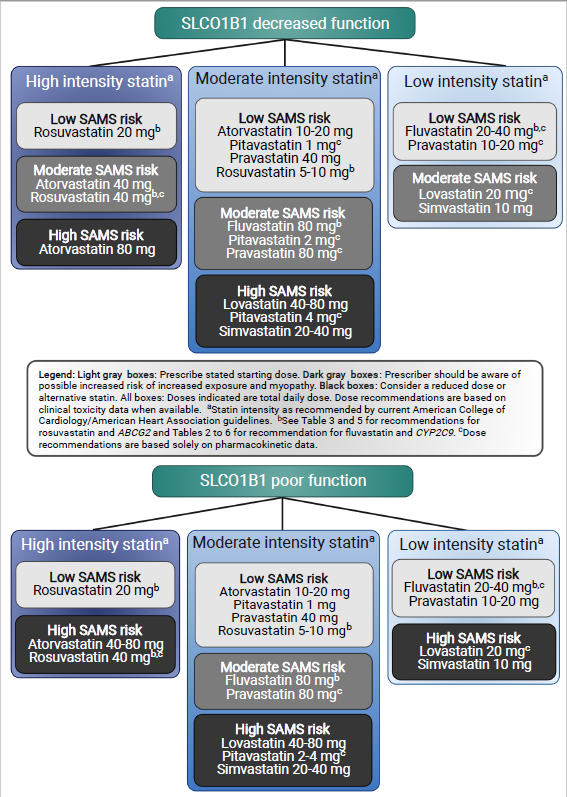 SLCO1B1 decreased function
High intensity statinᵃ
Low SAMS risk
Rosuvastatin 20 mgᵇ
Moderate SAMS risk
Atorvastatin 40 mg
Rosuvastatin 40 mgᵇ,ᶜ
High SAMS risk
Atorvastatin 80 mg
Moderate intensity statinᵃ
Low SAMS risk
Atorvastatin 10-20 mg
Pitavastatin 1 mgᶜ
Pravastatin 40 mg
Rosuvastatin 5-10 mgᵇ
Moderate SAMS risk
Fluvastatin 80 mgᵇ
Pitavastatin 2 mgᶜ
Pravastatin 80 mgᶜ
High SAMS risk
Lovastatin 40-80 mg
Pitavastatin 4 mgᶜ
Simvastatin 20-40 mg
Low intensity statinᵃ
Low SAMS risk
Fluvastatin 20-40 mgᵇ,ᶜ
Pravastatin 10-20 mgᶜ
Moderate SAMS risk
Lovastatin 20 mgᶜ
Simvastatin 10 mg
Legend: Light gray boxes: Prescribe stated starting dose. Dark gray boxes: Prescriber should be aware of
possible increased risk of increased exposure and myopathy. Black boxes: Consider a reduced dose or
alternative statin. All boxes: Doses indicated are total daily dose. Dose recommendations are based on
clinical toxicity data when available. ᵃStatin intensity as recommended by current American College of
Cardiology/American Heart Association guidelines. ᵇSee Table 3 and 5 for recommendations for
rosuvastatin and ABCG2 and Tables 2 to 6 for recommendation for fluvastatin and CYP2C9. ᶜDose
recommendations are based solely on pharmacokinetic data.
SLCO1B1 poor function
High intensity statinᵃ
Low SAMS risk
Rosuvastatin 20 mgᵇ
High SAMS risk
Atorvastatin 40-80 mg
Rosuvastatin 40 mgᵇ,ᶜ
Moderate intensity statinᵃ
Low SAMS risk
Atorvastatin 10-20 mg
Pitavastatin 1 mg
Pravastatin 40 mg
Rosuvastatin 5-10 mgᵇ
Moderate SAMS risk
Fluvastatin 80 mgᵇ
Pravastatin 80 mgᶜ
High SAMS risk
Lovastatin 40-80 mg
Pitavastatin 2-4 mgᶜ
Simvastatin 20-40 mg
Low intensity statinᵃ
Low SAMS risk
Fluvastatin 20-40 mgᵇ,ᶜ
Pravastatin 10-20 mg
High SAMS risk
Lovastatin 20 mgᶜ
Simvastatin 10 mg